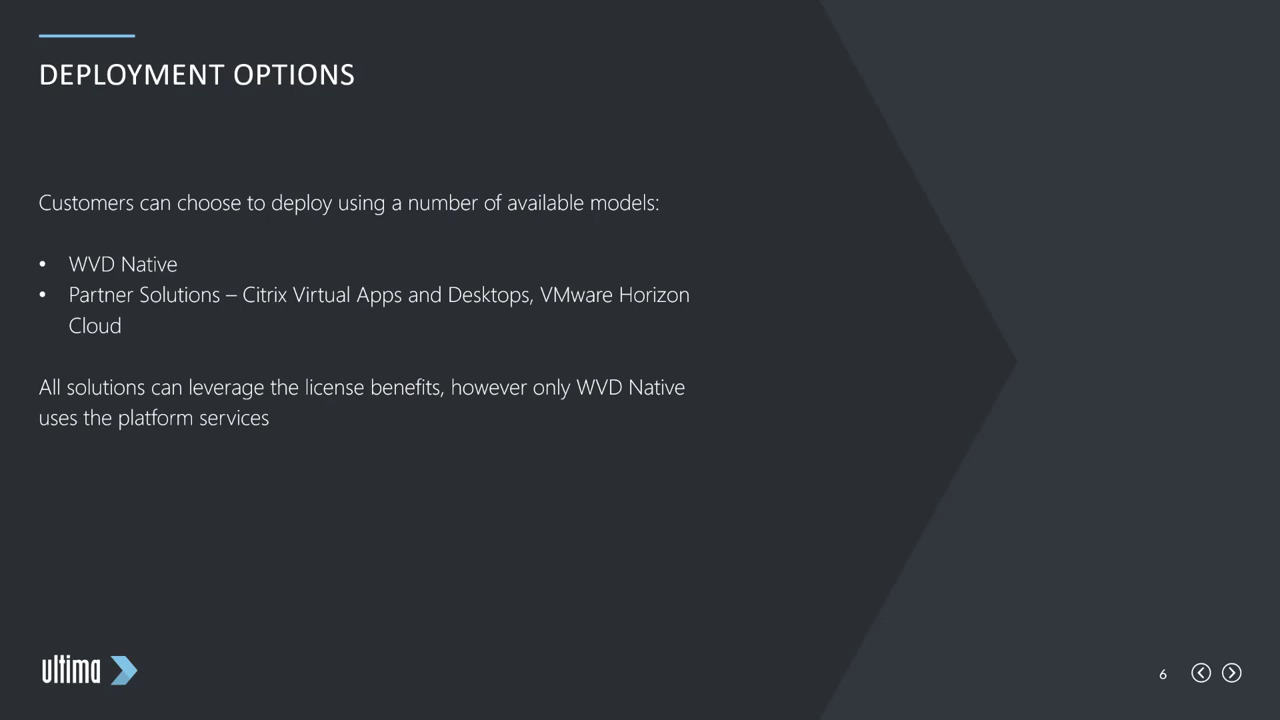 DEPLOYMENT OPTIONS
Customers can choose to deploy using a number of available models:
• WVD Native
• Partner Solutions – Citrix Virtual Apps and Desktops, VMware Horizon
Cloud
All solutions can leverage the license benefits, however only WVD Native
uses the platform services
ultima
6